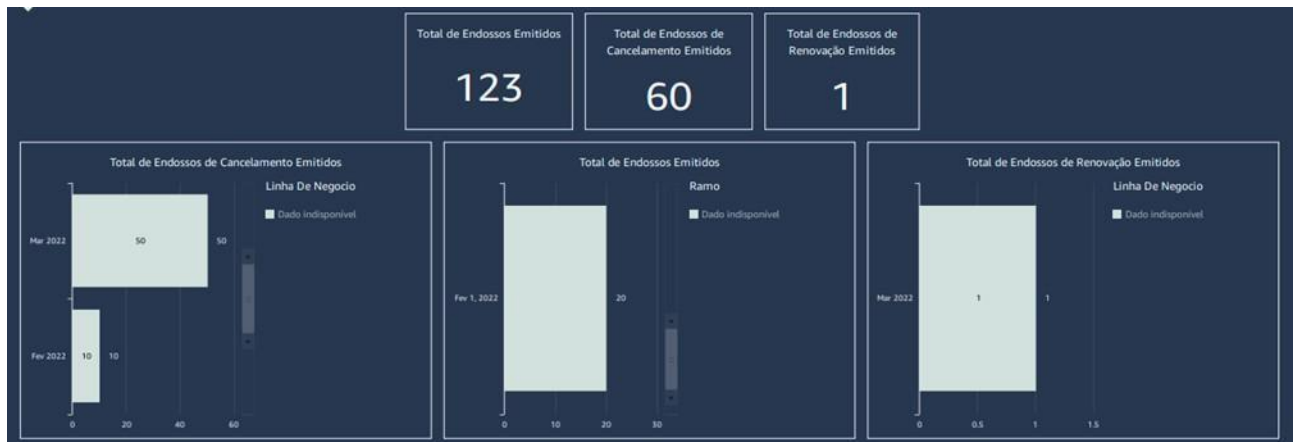 Total de Endossos Emitidos
123
Total de Endossos de
Cancelamento Emitidos
60
Total de Endossos de
Renovação Emitidos
1
Total de Endossos de Cancelamento Emitidos
Linha De Negocio
Dado indisponível
Mar 2022
50
50
Fev 2022
10
10
0
20
40
60
Total de Endossos Emitidos
Ramo
Dado indisponível
Fev 1, 2022
20
0
10
20
30
Total de Endossos de Renovação Emitidos
Linha De Negocio
Dado indisponível
Mar 2022
1
1
0
0.5
1
1.5